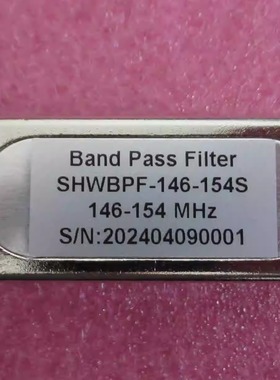 Band Pass Filter
SHWBPF-146-154S
146-154 MHz
S/N:202404090001